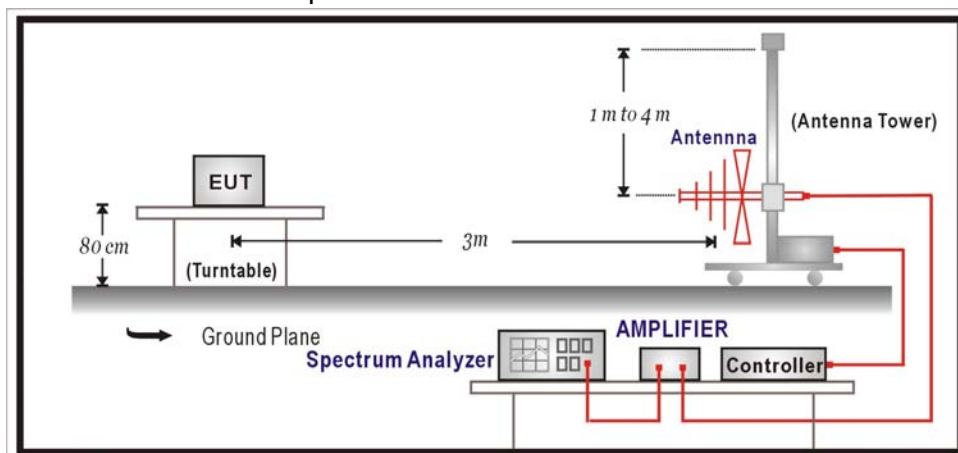 1 m to 4 m
(Antenna Tower)
Antennna
EUT
80 cm
3m
(Turntable)
Ground Plane
AMPLIFIER
Spectrum Analyzer
Controller